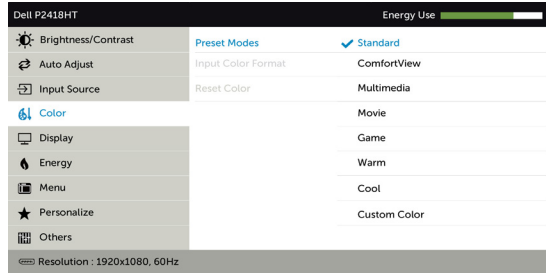 Dell P2418HT
Energy Use
Brightness/Contrast
Auto Adjust
Input Source
Color
Display
Energy
Menu
Personalize
Others
Preset Modes
Input Color Format
Reset Color
Standard
ComfortView
Multimedia
Movie
Game
Warm
Cool
Custom Color
Resolution : 1920x1080, 60Hz